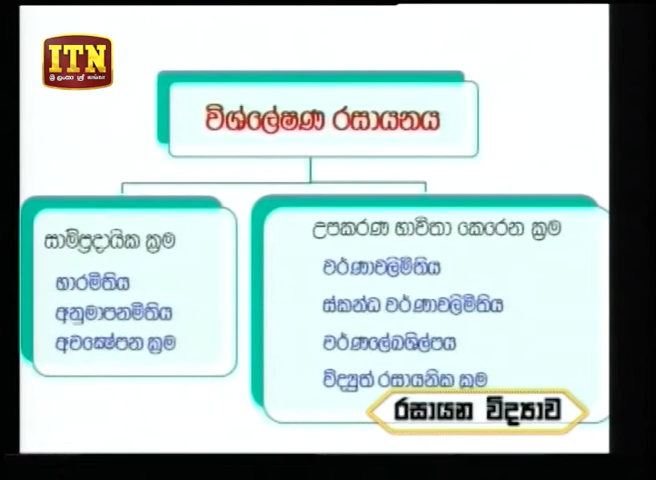 ITN
විශ්ලේෂණ රසායනය
සාම්ප්‍රදායික ක්‍රම
භාරමිතිය
අනුමාපනමිතිය
අවක්ෂේපන ක්‍රම
උපකරණ භාවිතා කෙරෙන ක්‍රම
වර්ණාවලිමිතිය
ස්කන්ධ වර්ණාවලිමිතිය
වර්ණලේඛශිල්පය
විද්‍යුත් රසායනික ක්‍රම
රසායන විද්‍යාව